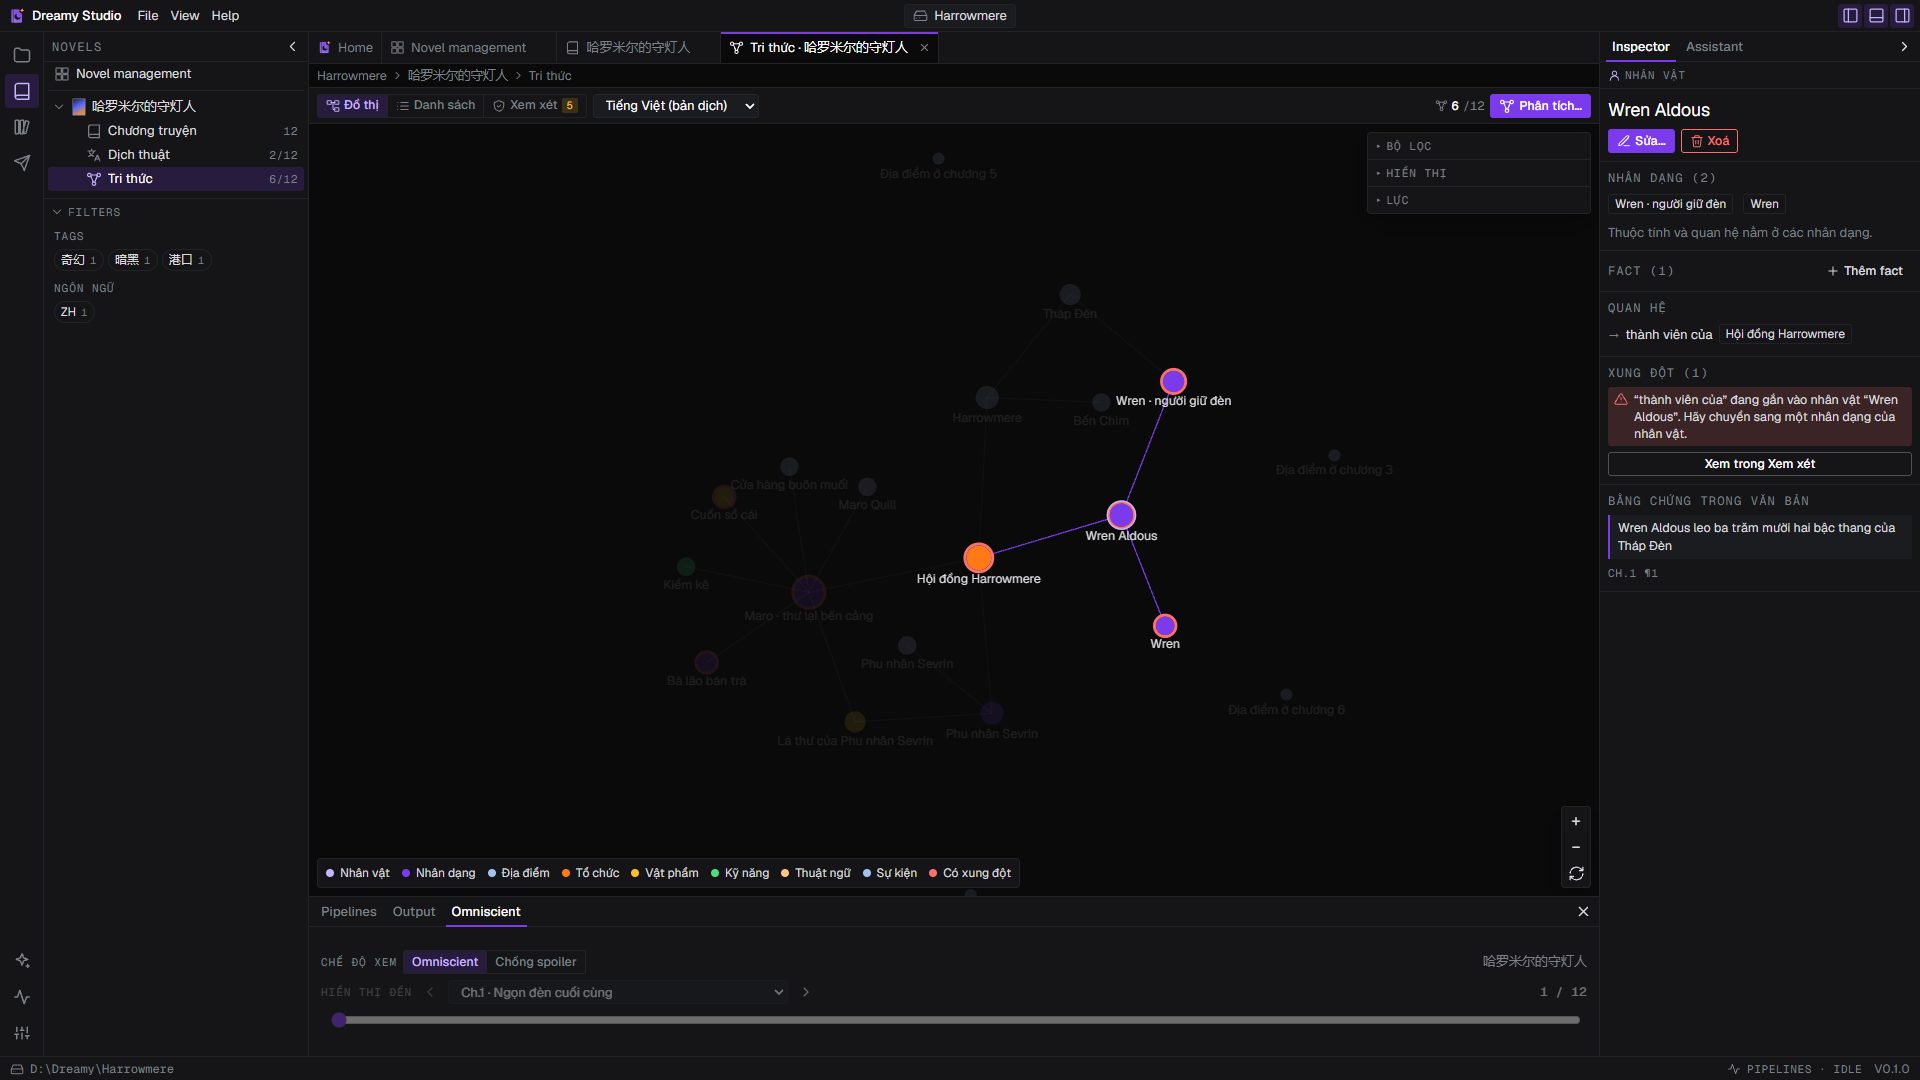 Dreamy Studio File View Help
Harrowmere
NOVELS
Novel management
哈罗米尔的守灯人
Chương truyện 12
Dịch thuật 2/12
Tri thức 6/12
FILTERS
TAGS
奇幻 1 暗黑 1 港口 1
NGÔN NGỮ
ZH 1
Home Novel management 哈罗米尔的守灯人 Tri thức · 哈罗米尔的守灯人
Harrowmere > 哈罗米尔的守灯人 > Tri thức
Đồ thị Danh sách Xem xét 5 Tiếng Việt (bản dịch) 6 /12 Phân tích...
BỘ LỌC
HIỂN THỊ
LỰC
Địa điểm ở chương 5
Tháp Đèn
Wren · người giữ đèn
Harrowmere
Bến Chìm
Địa điểm ở chương 3
Cửa hàng buôn muối
Maro Quill
Cuốn sổ cái
Wren Aldous
Hội đồng Harrowmere
Kiểm kê
Maro · thư lại bến cảng
Wren
Phu nhân Sevrin
Bà lão bán trà
Địa điểm ở chương 6
Phu nhân Sevrin
Lá thư của Phu nhân Sevrin
Nhân vật Nhân dạng Địa điểm Tổ chức Vật phẩm Kỹ năng Thuật ngữ Sự kiện Có xung đột
Pipelines Output Omniscient
CHẾ ĐỘ XEM Omniscient Chống spoiler 哈罗米尔的守灯人
HIỂN THỊ ĐẾN Ch.1 · Ngọn đèn cuối cùng 1 / 12
Inspector Assistant
NHÂN VẬT
Wren Aldous
Sửa... Xoá
NHÂN DẠNG (2)
Wren · người giữ đèn Wren
Thuộc tính và quan hệ nằm ở các nhân dạng.
FACT (1) + Thêm fact
QUAN HỆ
→ thành viên của Hội đồng Harrowmere
XUNG ĐỘT (1)
“thành viên của” đang gắn vào nhân vật “Wren
Aldous”. Hãy chuyển sang một nhân dạng của
nhân vật.
Xem trong Xem xét
BẰNG CHỨNG TRONG VĂN BẢN
Wren Aldous leo ba trăm mười hai bậc thang của
Tháp Đèn
CH.1 ¶1
D:\Dreamy\Harrowmere
PIPELINES · IDLE V0.1.0